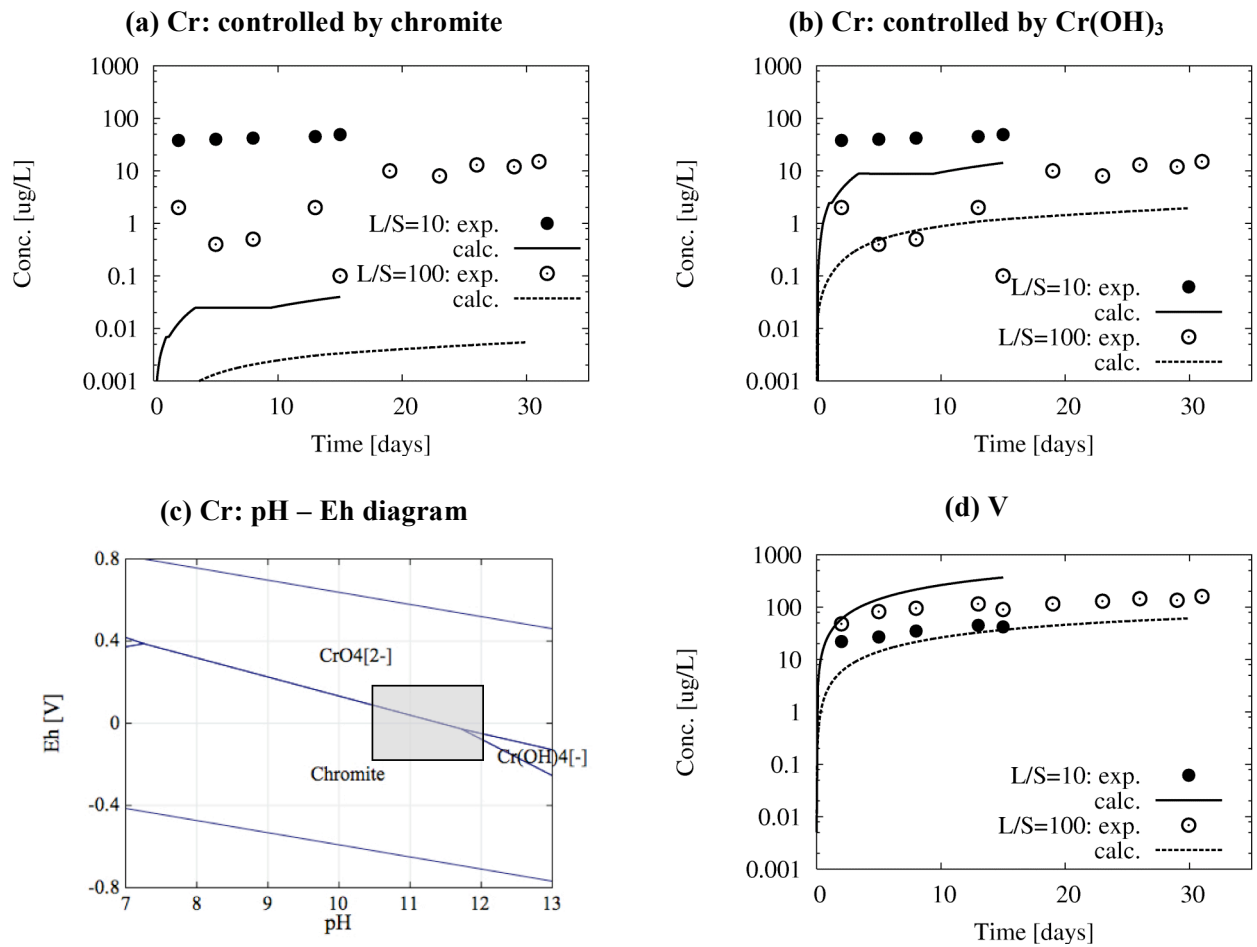 (a) Cr: controlled by chromite
1000
100
10
1
0.1
0.01
0.001
Conc. [ug/L]
L/S=10: exp.
calc.
L/S=100: exp.
calc.
0 10 20 30
Time [days]
(b) Cr: controlled by Cr(OH)₃
1000
100
10
1
0.1
0.01
0.001
Conc. [ug/L]
L/S=10: exp.
calc.
L/S=100: exp.
calc.
0 10 20 30
Time [days]
(c) Cr: pH – Eh diagram
0.8
0.4
0
-0.4
-0.8
Eh [V]
CrO4[2-]
Cr(OH)4[-]
Chromite
7 8 9 10 11 12 13
pH
(d) V
1000
100
10
1
0.1
0.01
0.001
Conc. [ug/L]
L/S=10: exp.
calc.
L/S=100: exp.
calc.
0 10 20 30
Time [days]